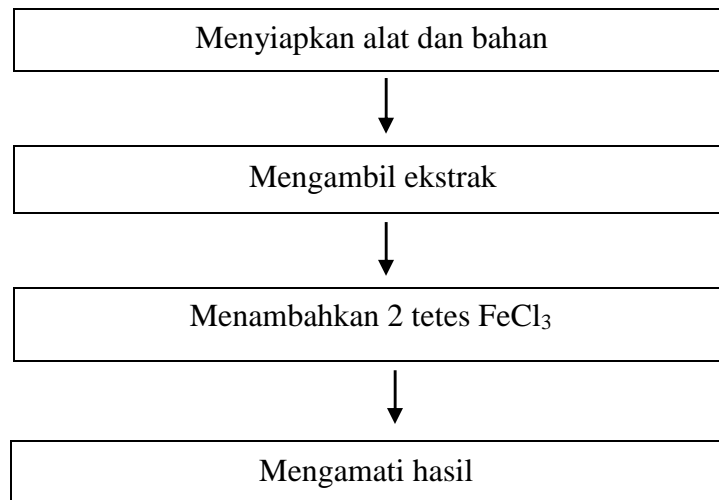 Menyiapkan alat dan bahan
Mengambil ekstrak
Menambahkan 2 tetes FeCl₃
Mengamati hasil